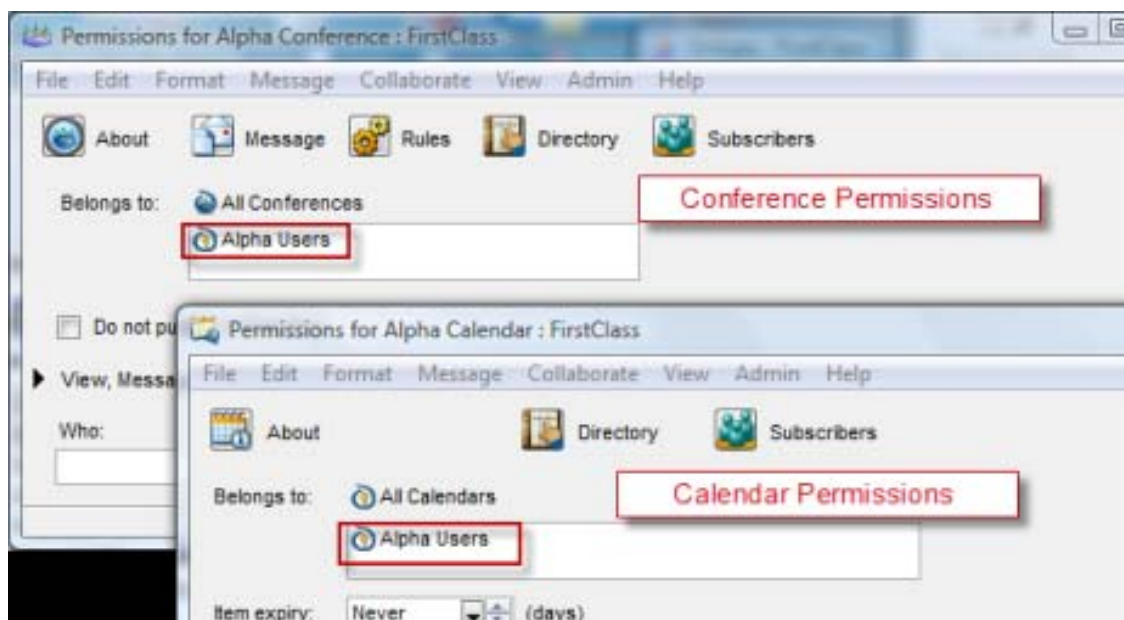 Permissions for Alpha Conference : FirstClass
File Edit Format Message Collaborate View Admin Help
About Message Rules Directory Subscribers
Belongs to: All Conferences
Conference Permissions
Alpha Users
Do not pu
View, Messa
Who:
Permissions for Alpha Calendar : FirstClass
File Edit Format Message Collaborate View Admin Help
About Directory Subscribers
Belongs to: All Calendars
Calendar Permissions
Alpha Users
Item expiry: Never (days)